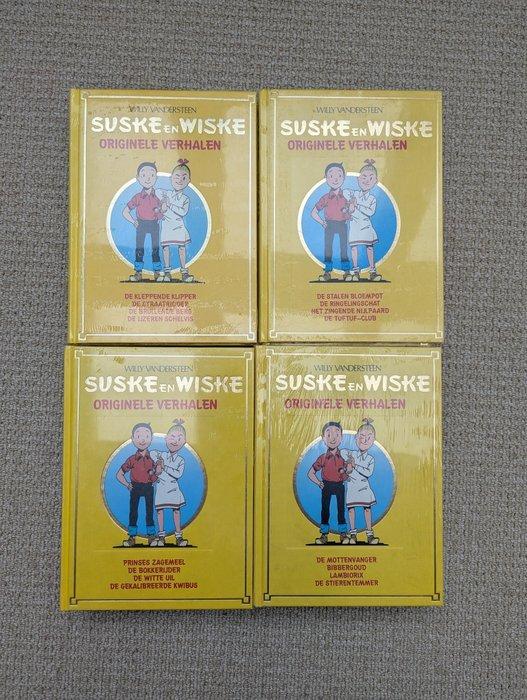 WILLY VANDERSTEEN
SUSKE EN WISKE
ORIGINELE VERHALEN
DE KLEPPENDE KLIPPER
DE STRAATRIDDER
DE BRULLENDE BERG
DE IJZEREN SCHELVIS
WILLY VANDERSTEEN
SUSKE EN WISKE
ORIGINELE VERHALEN
DE STALEN BLOEMPOT
DE RINGELINGSCHAT
HET ZINGENDE NIJLPAARD
DE TUFTUF-CLUB
WILLY VANDERSTEEN
SUSKE EN WISKE
ORIGINELE VERHALEN
PRINSES ZAGEMEEL
DE BOKKERIJDER
DE WITTE UIL
DE GEKALIBREERDE KWIBUS
WILLY VANDERSTEEN
SUSKE EN WISKE
ORIGINELE VERHALEN
DE MOTTENVANGER
BIBBERGOUD
LAMBIORIX
DE STIERENTEMMER